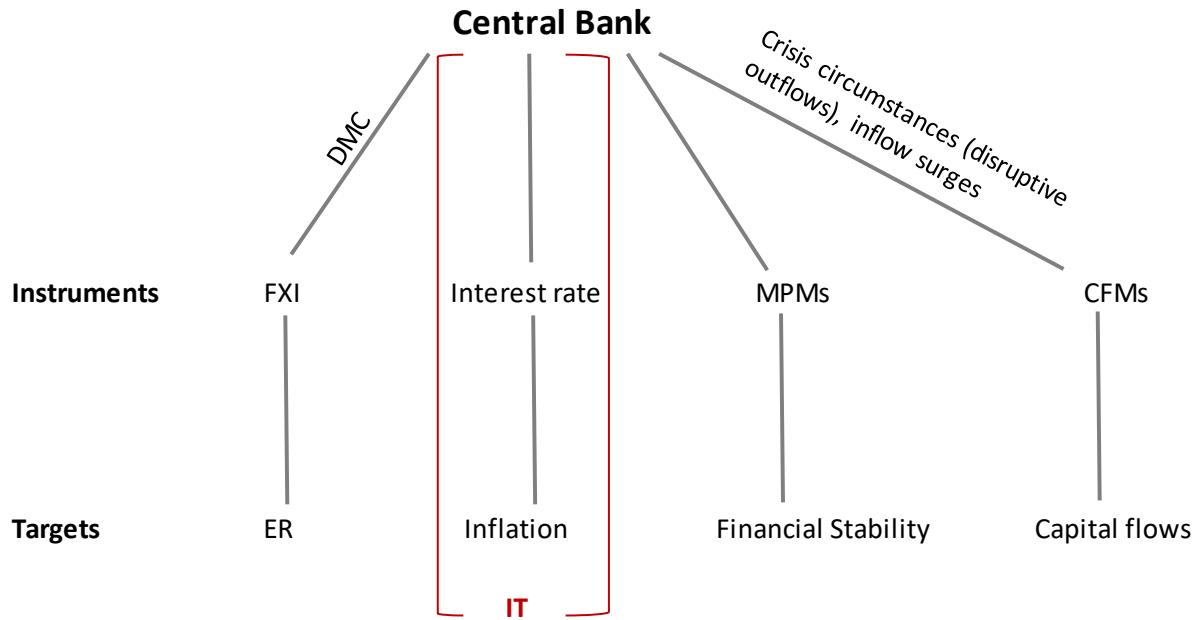 Central Bank
DMC
Crisis circumstances (disruptive
outflows), inflow surges
Instruments
FXI
Interest rate
MPMs
CFMs
Targets
ER
Inflation
Financial Stability
Capital flows
IT